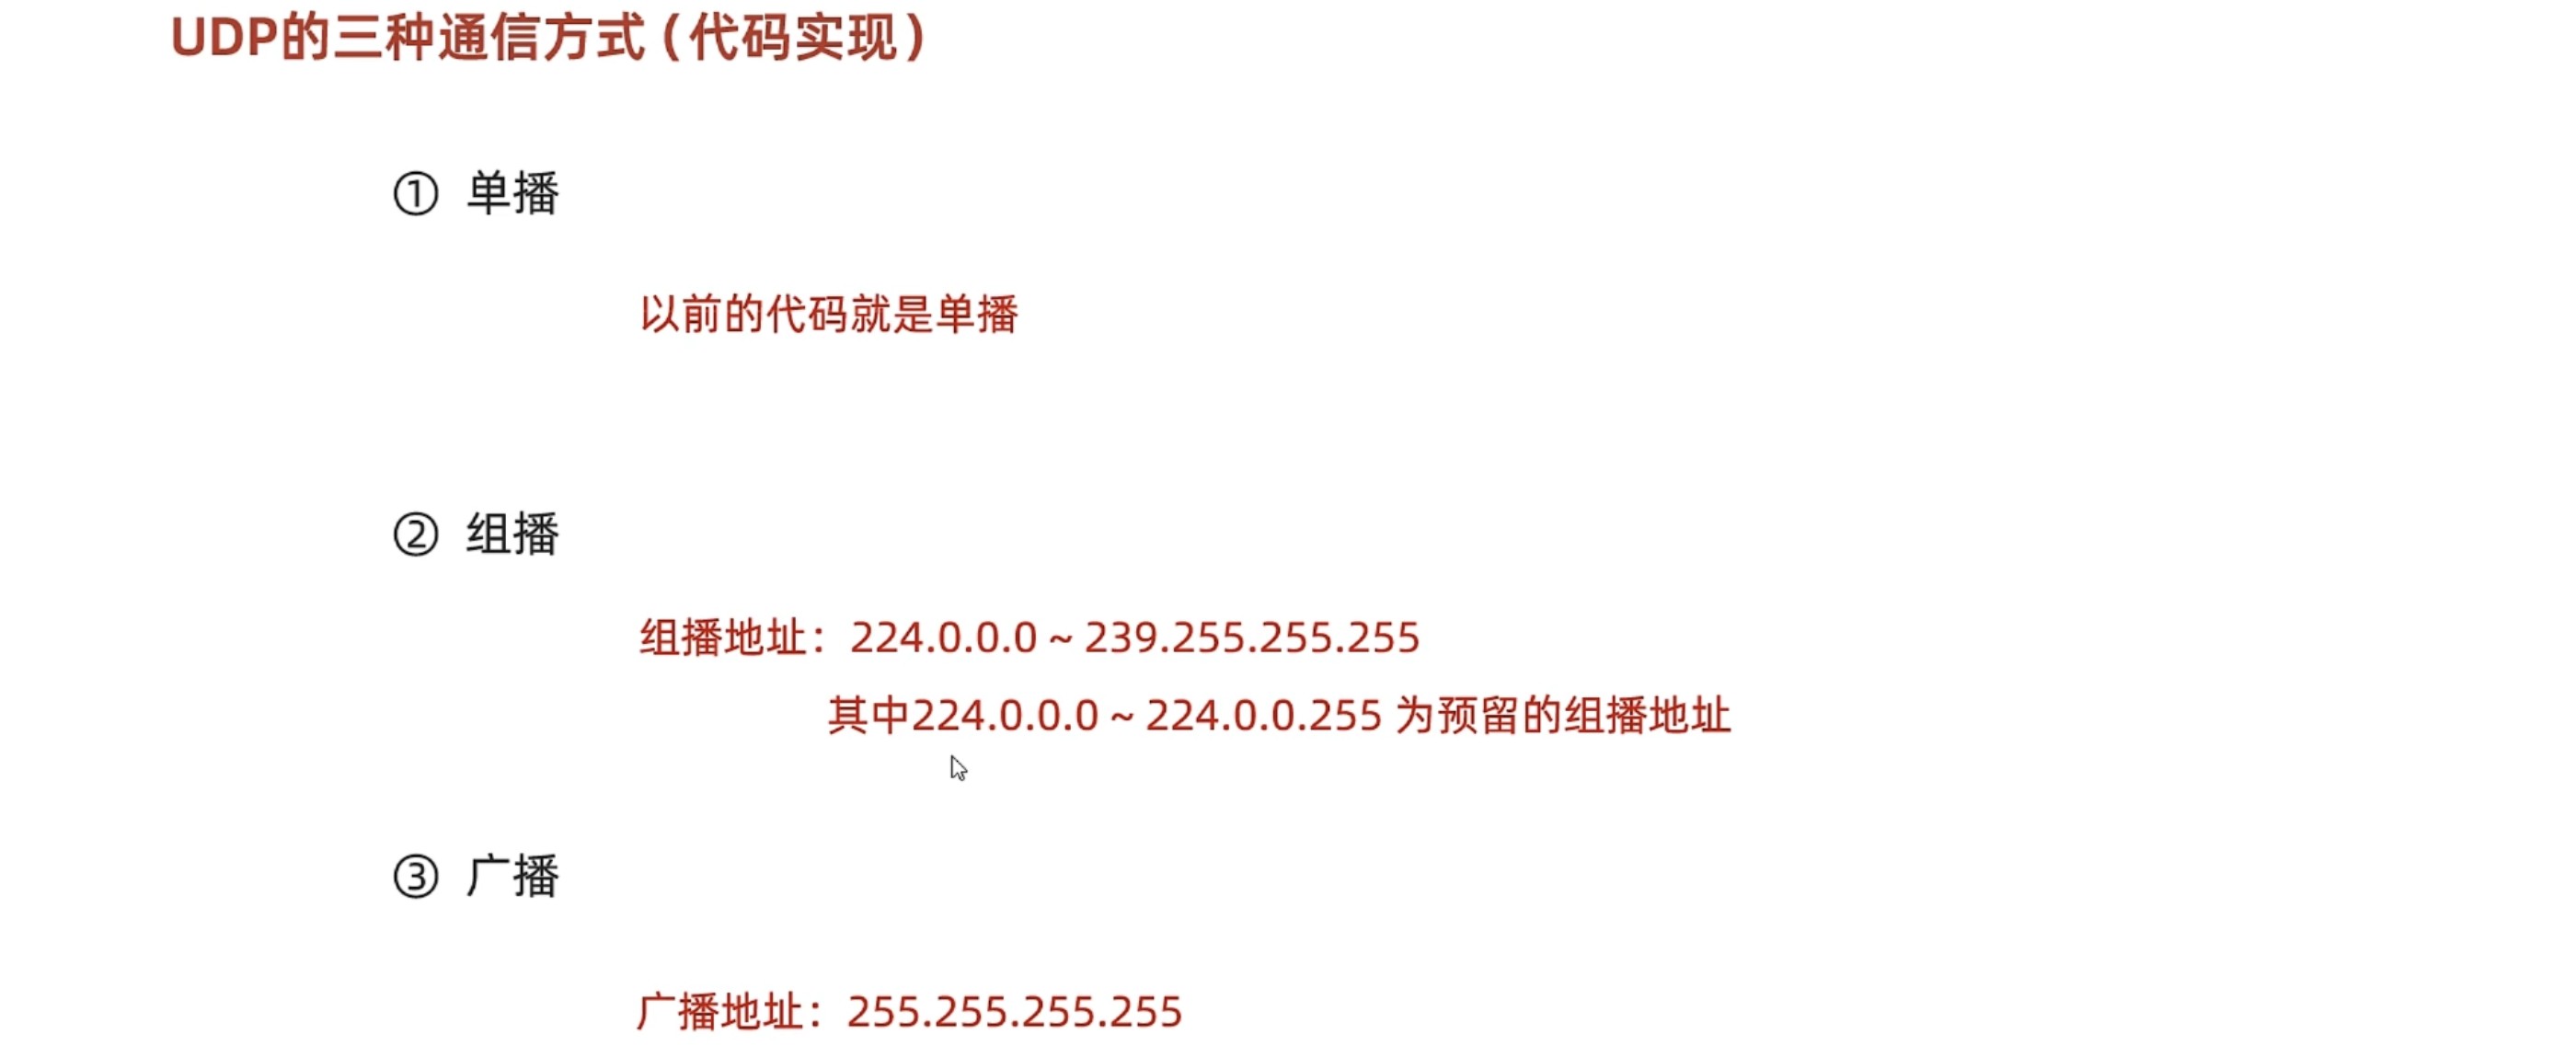 UDP的三种通信方式(代码实现)
① 单播
以前的代码就是单播
② 组播
组播地址：224.0.0.0 ~ 239.255.255.255
其中224.0.0.0 ~ 224.0.0.255 为预留的组播地址
③ 广播
广播地址：255.255.255.255